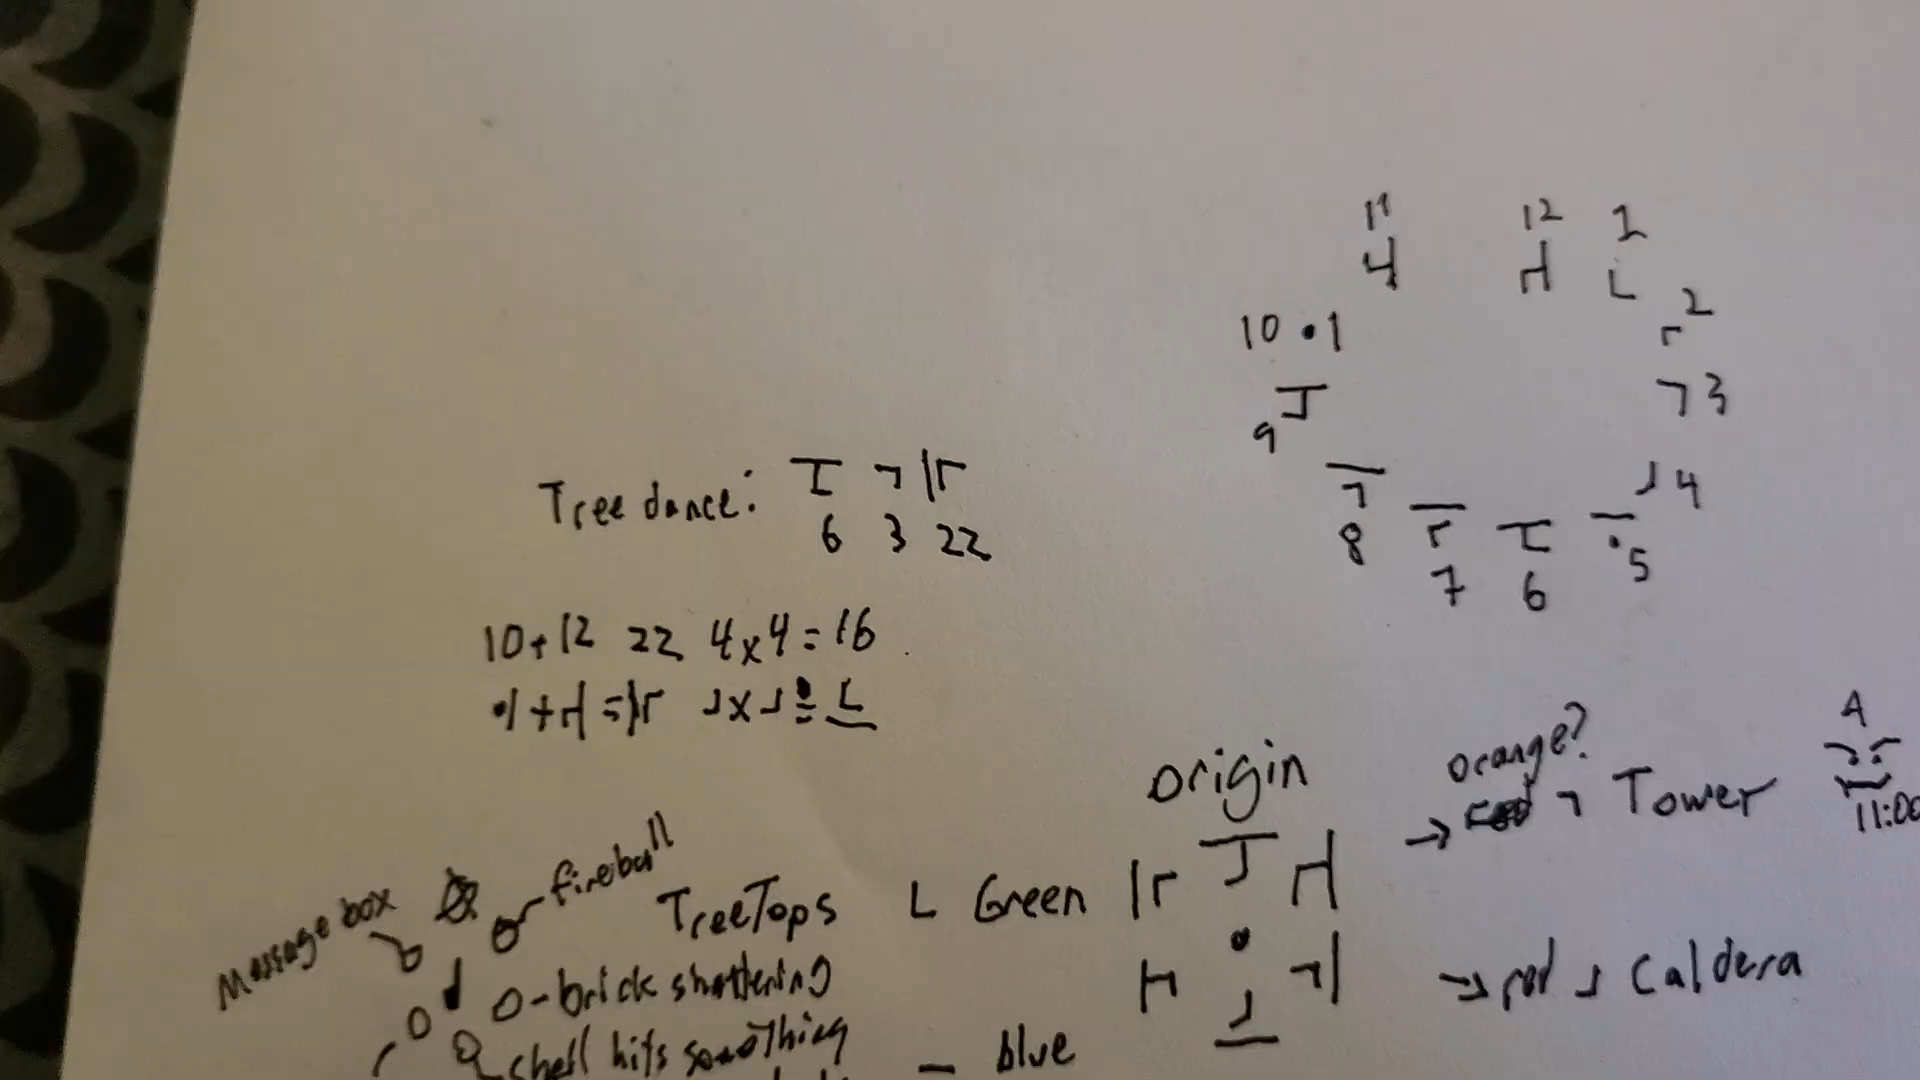 11 12 1
10 •1 2
3
9
4
8 7 6 5
Tree dance:
6 3 22
10+12 22 4x4=16
origin
orange?
→ Tower
A
11:00
fireball
Message box
TreeTops L Green
→ red Caldera
O-brick shattering
shell hits something
— blue